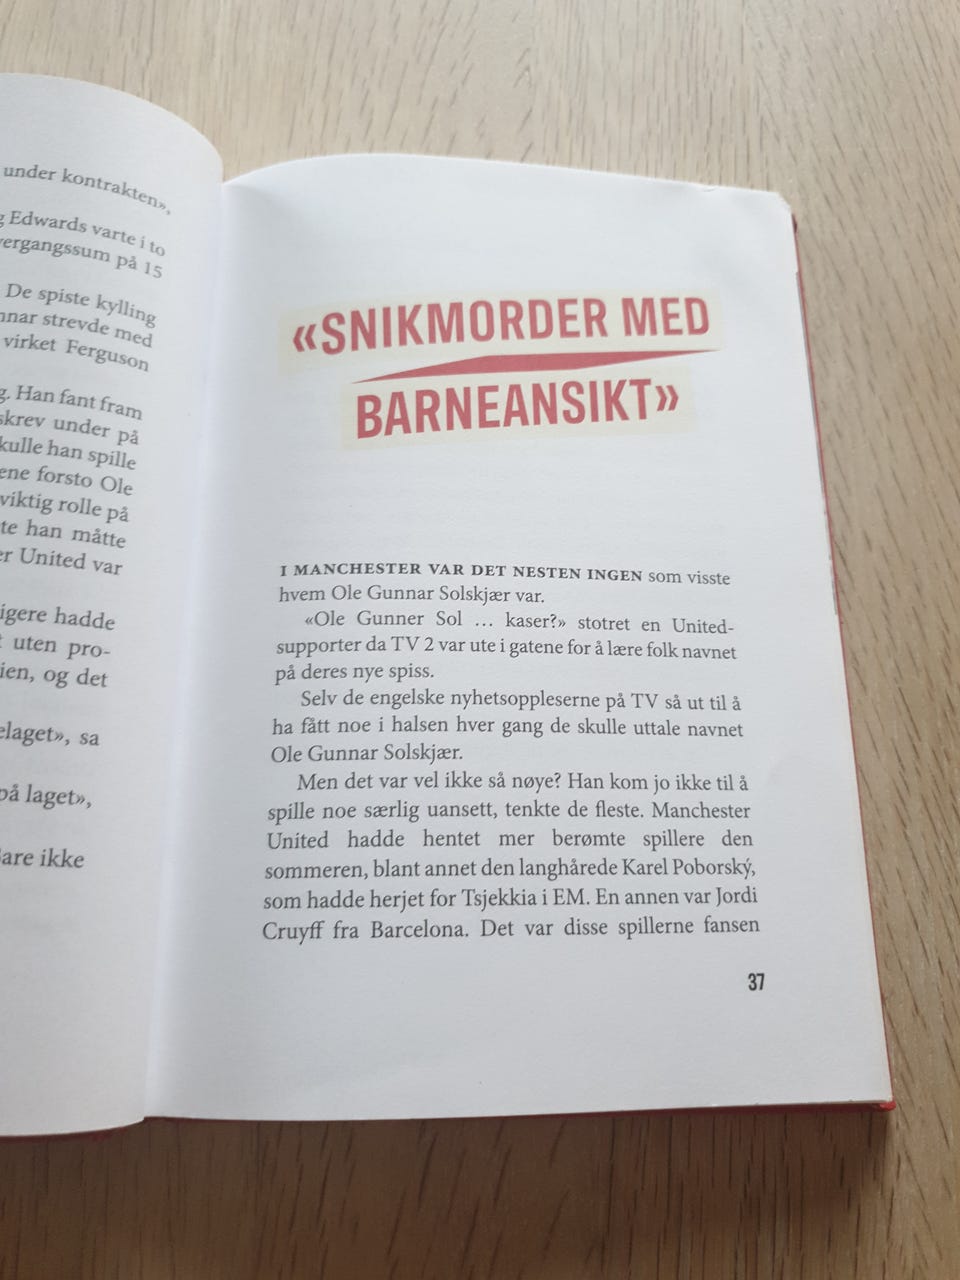 under kontrakten»,
Edwards varte i to
vergangssum på 15
De spiste kylling
nnar strevde med
virket Ferguson
g. Han fant fram
skrev under på
kulle han spille
ene forsto Ole
viktig rolle på
te han måtte
er United var
igere hadde
t uten pro-
ien, og det
elaget», sa
på laget»,
Bare ikke
«SNIKMORDER MED
BARNEANSIKT»
I MANCHESTER VAR DET NESTEN INGEN som visste
hvem Ole Gunnar Solskjær var.
«Ole Gunner Sol … kaser?» stotret en United-
supporter da TV 2 var ute i gatene for å lære folk navnet
på deres nye spiss.
Selv de engelske nyhetsoppleserne på TV så ut til å
ha fått noe i halsen hver gang de skulle uttale navnet
Ole Gunnar Solskjær.
Men det var vel ikke så nøye? Han kom jo ikke til å
spille noe særlig uansett, tenkte de fleste. Manchester
United hadde hentet mer berømte spillere den
sommeren, blant annet den langhårede Karel Poborský,
som hadde herjet for Tsjekkia i EM. En annen var Jordi
Cruyff fra Barcelona. Det var disse spillerne fansen
37